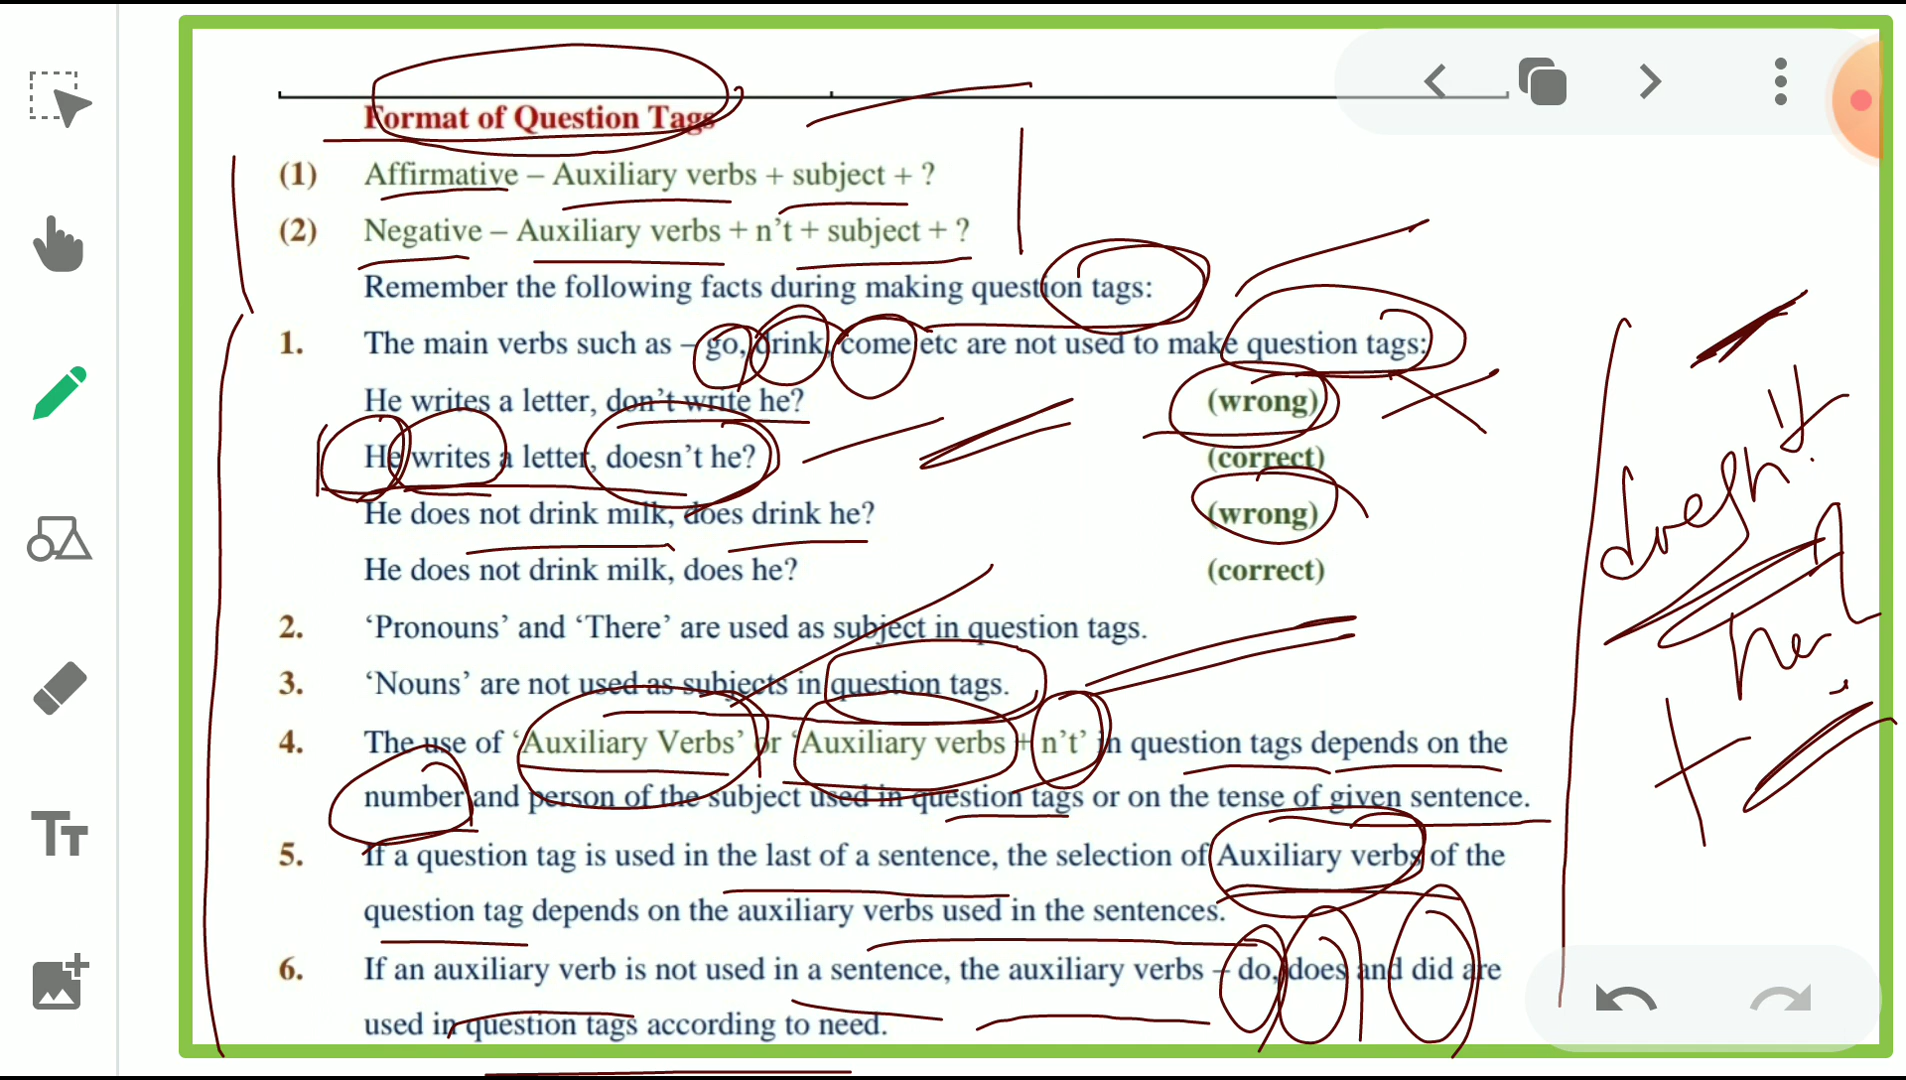 Format of Question Tags
(1) Affirmative – Auxiliary verbs + subject + ?
(2) Negative – Auxiliary verbs + n't + subject + ?
Remember the following facts during making question tags:
1. The main verbs such as – go, drink, come etc are not used to make question tags:
He writes a letter, don't write he? (wrong)
He writes a letter, doesn't he? (correct)
He does not drink milk, does drink he? (wrong)
He does not drink milk, does he? (correct)
2. 'Pronouns' and 'There' are used as subject in question tags.
3. 'Nouns' are not used as subjects in question tags.
4. The use of 'Auxiliary Verbs' or 'Auxiliary verbs + n't' in question tags depends on the
number and person of the subject used in question tags or on the tense of given sentence.
5. If a question tag is used in the last of a sentence, the selection of Auxiliary verbs of the
question tag depends on the auxiliary verbs used in the sentences.
6. If an auxiliary verb is not used in a sentence, the auxiliary verbs – do, does and did are
used in question tags according to need.
doesn't
he
Tт